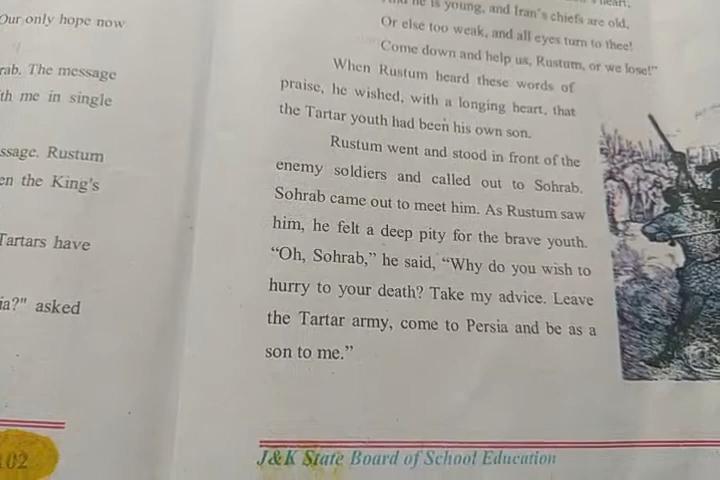 Our only hope now
rab. The message
th me in single
ssage. Rustum
en the King's
Tartars have
ia?" asked
102
he is young, and Iran's chiefs are old,
Or else too weak, and all eyes turn to thee!
Come down and help us, Rustum, or we lose!"
When Rustum heard these words of
praise, he wished, with a longing heart, that
the Tartar youth had been his own son.
Rustum went and stood in front of the
enemy soldiers and called out to Sohrab.
Sohrab came out to meet him. As Rustum saw
him, he felt a deep pity for the brave youth.
“Oh, Sohrab,” he said, “Why do you wish to
hurry to your death? Take my advice. Leave
the Tartar army, come to Persia and be as a
son to me.”
J&K State Board of School Education